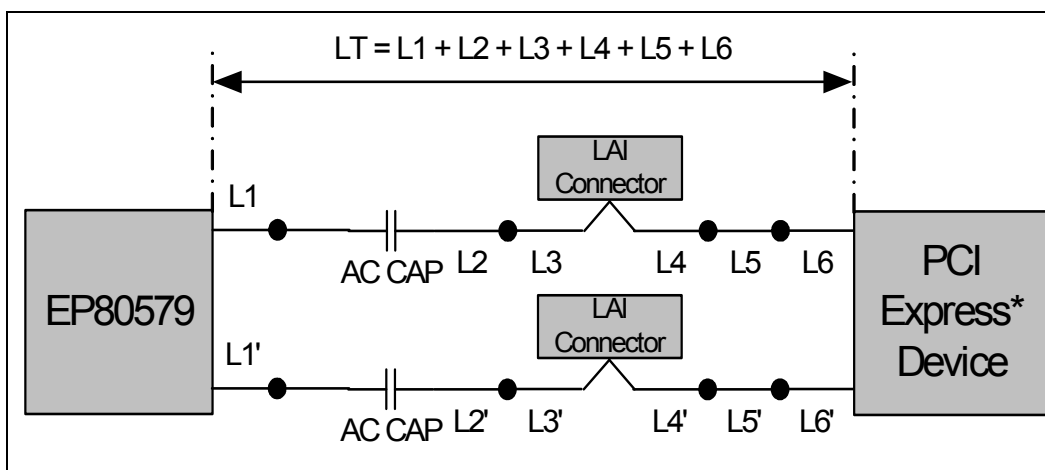 LT = L1 + L2 + L3 + L4 + L5 + L6
LAI
Connector
L1
AC CAP
L2
L3
L4
L5
L6
EP80579
PCI
Express*
Device
LAI
Connector
L1'
AC CAP
L2'
L3'
L4'
L5'
L6'